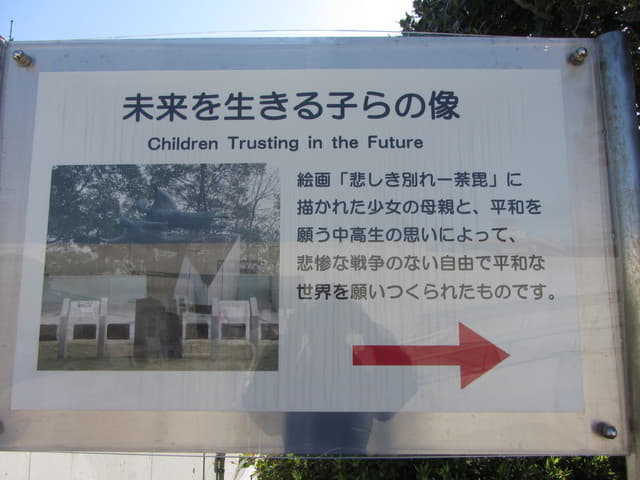 未来を生きる子らの像
Children Trusting in the Future
絵画「悲しき別れー荼毘」に
描かれた少女の母親と、平和を
願う中高生の思いによって、
悲惨な戦争のない自由で平和な
世界を願いつくられたものです。